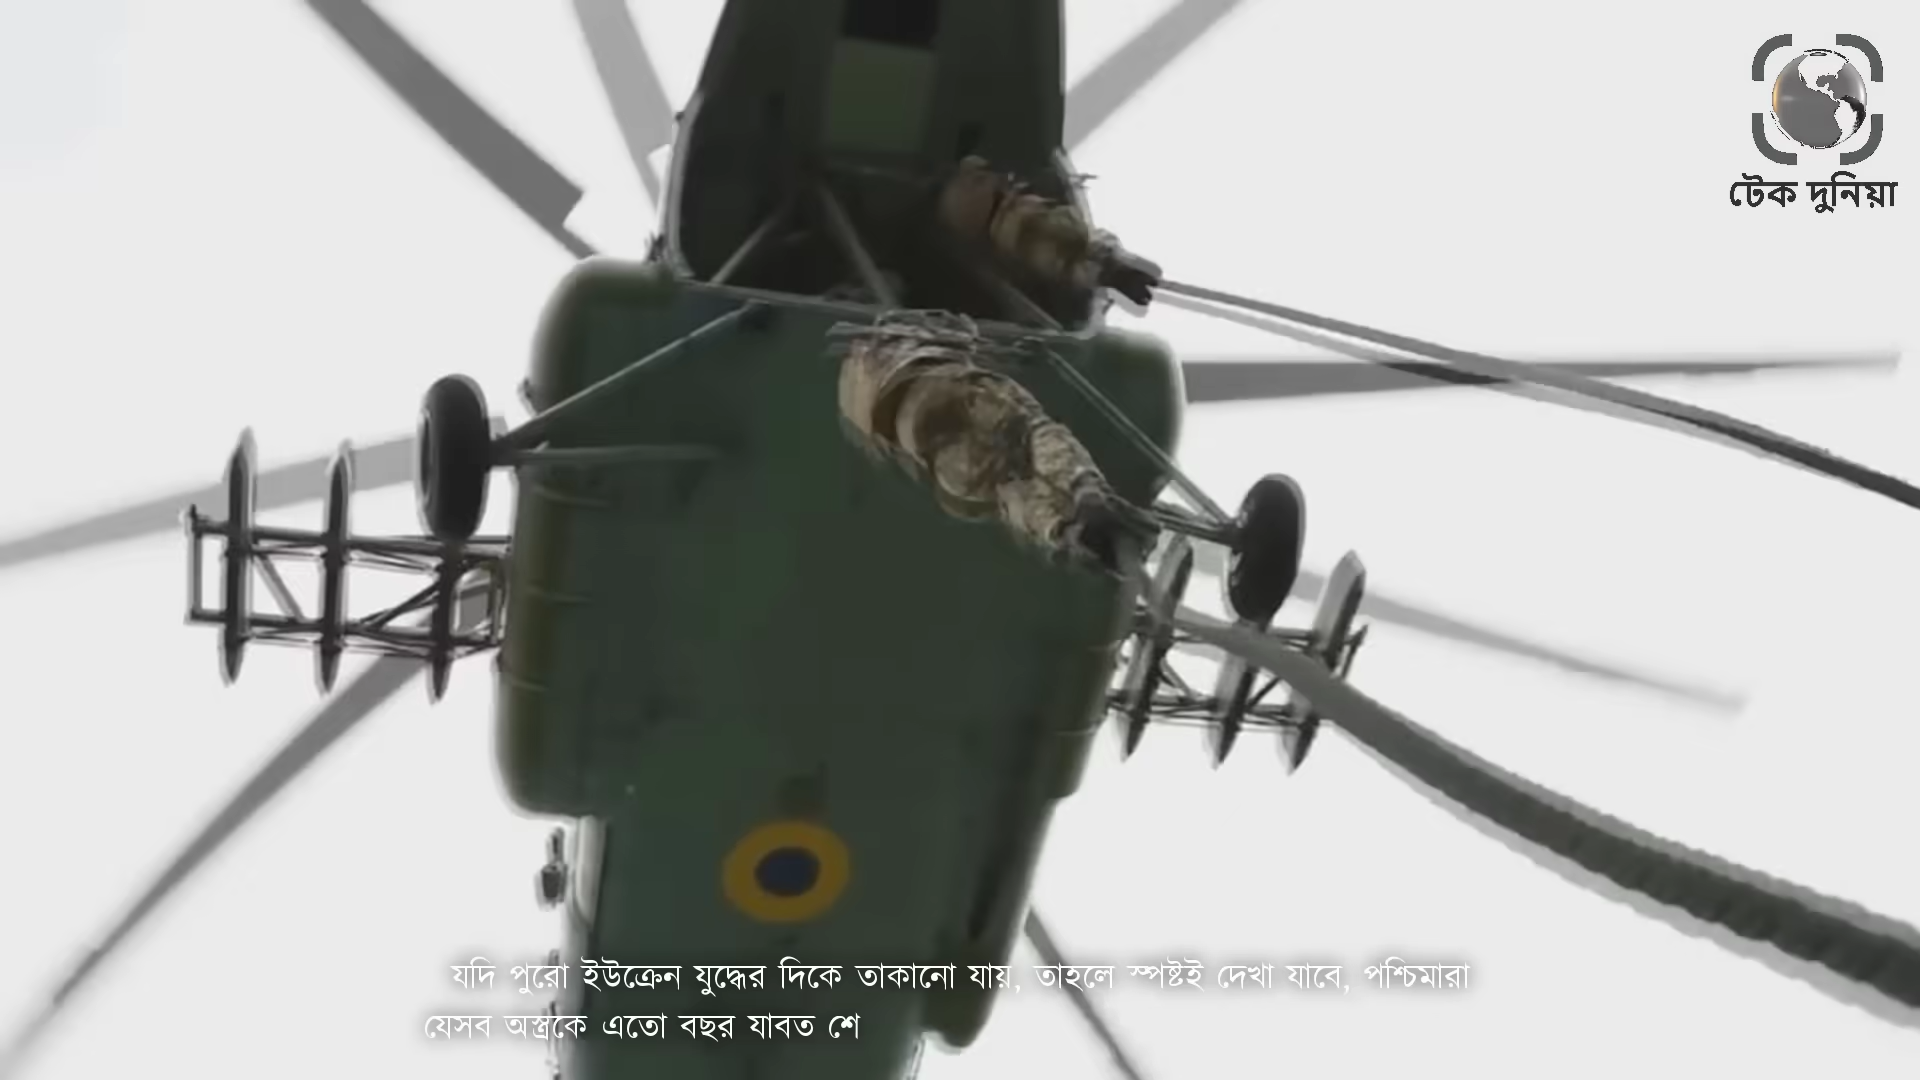 টেক দুনিয়া
যদি পুরো ইউক্রেন যুদ্ধের দিকে তাকানো যায়, তাহলে স্পষ্টই দেখা যাবে, পশ্চিমারা
যেসব অস্ত্রকে এতো বছর যাবত শে